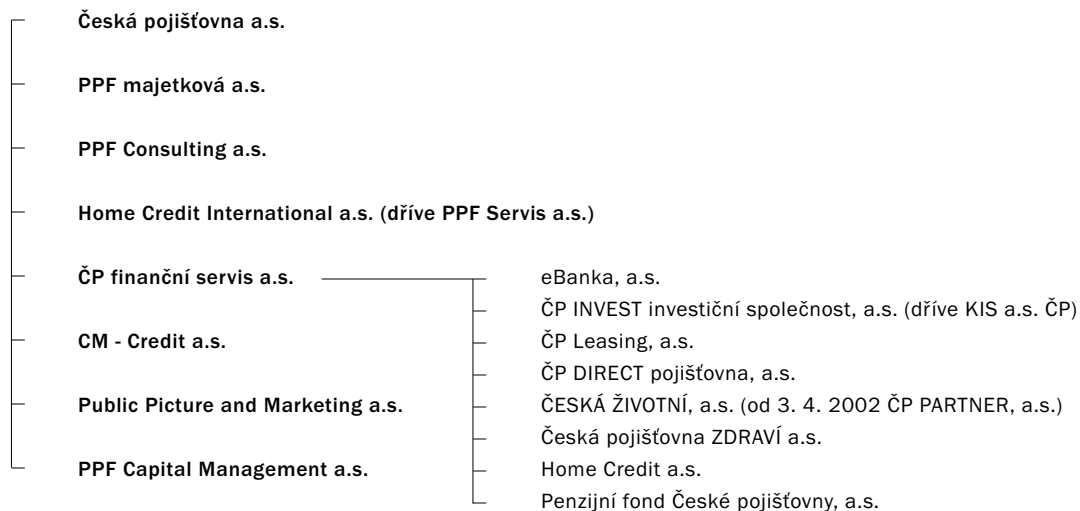 Česká pojišťovna a.s.
PPF majetková a.s.
PPF Consulting a.s.
Home Credit International a.s. (dříve PPF Servis a.s.)
ČP finanční servis a.s.
CM - Credit a.s.
Public Picture and Marketing a.s.
PPF Capital Management a.s.
eBanka, a.s.
ČP INVEST investiční společnost, a.s. (dříve KIS a.s. ČP)
ČP Leasing, a.s.
ČP DIRECT pojišťovna, a.s.
ČESKÁ ŽIVOTNÍ, a.s. (od 3. 4. 2002 ČP PARTNER, a.s.)
Česká pojišťovna ZDRAVÍ a.s.
Home Credit a.s.
Penzijní fond České pojišťovny, a.s.